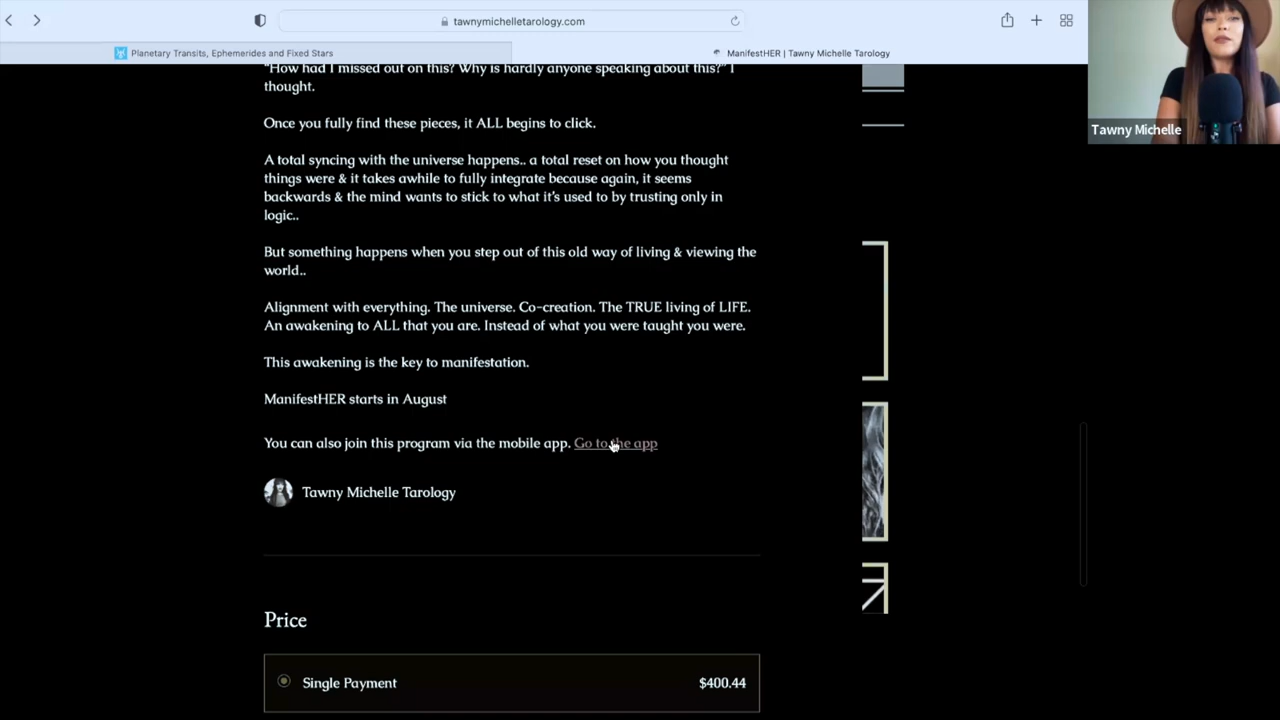 tawnymichelletarology.com
Planetary Transits, Ephemerides and Fixed Stars
ManifestHER | Tawny Michelle Tarology
Tawny Michelle
"How had I missed out on this? Why is hardly anyone speaking about this?" I
thought.
Once you fully find these pieces, it ALL begins to click.
A total syncing with the universe happens.. a total reset on how you thought
things were & it takes awhile to fully integrate because again, it seems
backwards & the mind wants to stick to what it's used to by trusting only in
logic..
But something happens when you step out of this old way of living & viewing the
world..
Alignment with everything. The universe. Co-creation. The TRUE living of LIFE.
An awakening to ALL that you are. Instead of what you were taught you were.
This awakening is the key to manifestation.
ManifestHER starts in August
You can also join this program via the mobile app. Go to the app
Tawny Michelle Tarology
Price
Single Payment $400.44